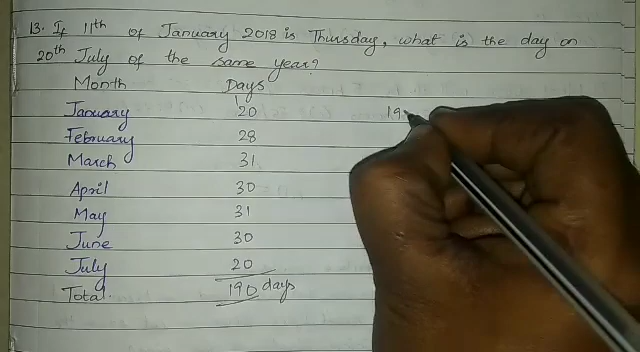 13. If 11th of January 2018 is Thursday, what is the day on
20th July of the same year?
Month Days
January 20
February 28
March 31
April 30
May 31
June 30
July 20
Total. 190 days
19